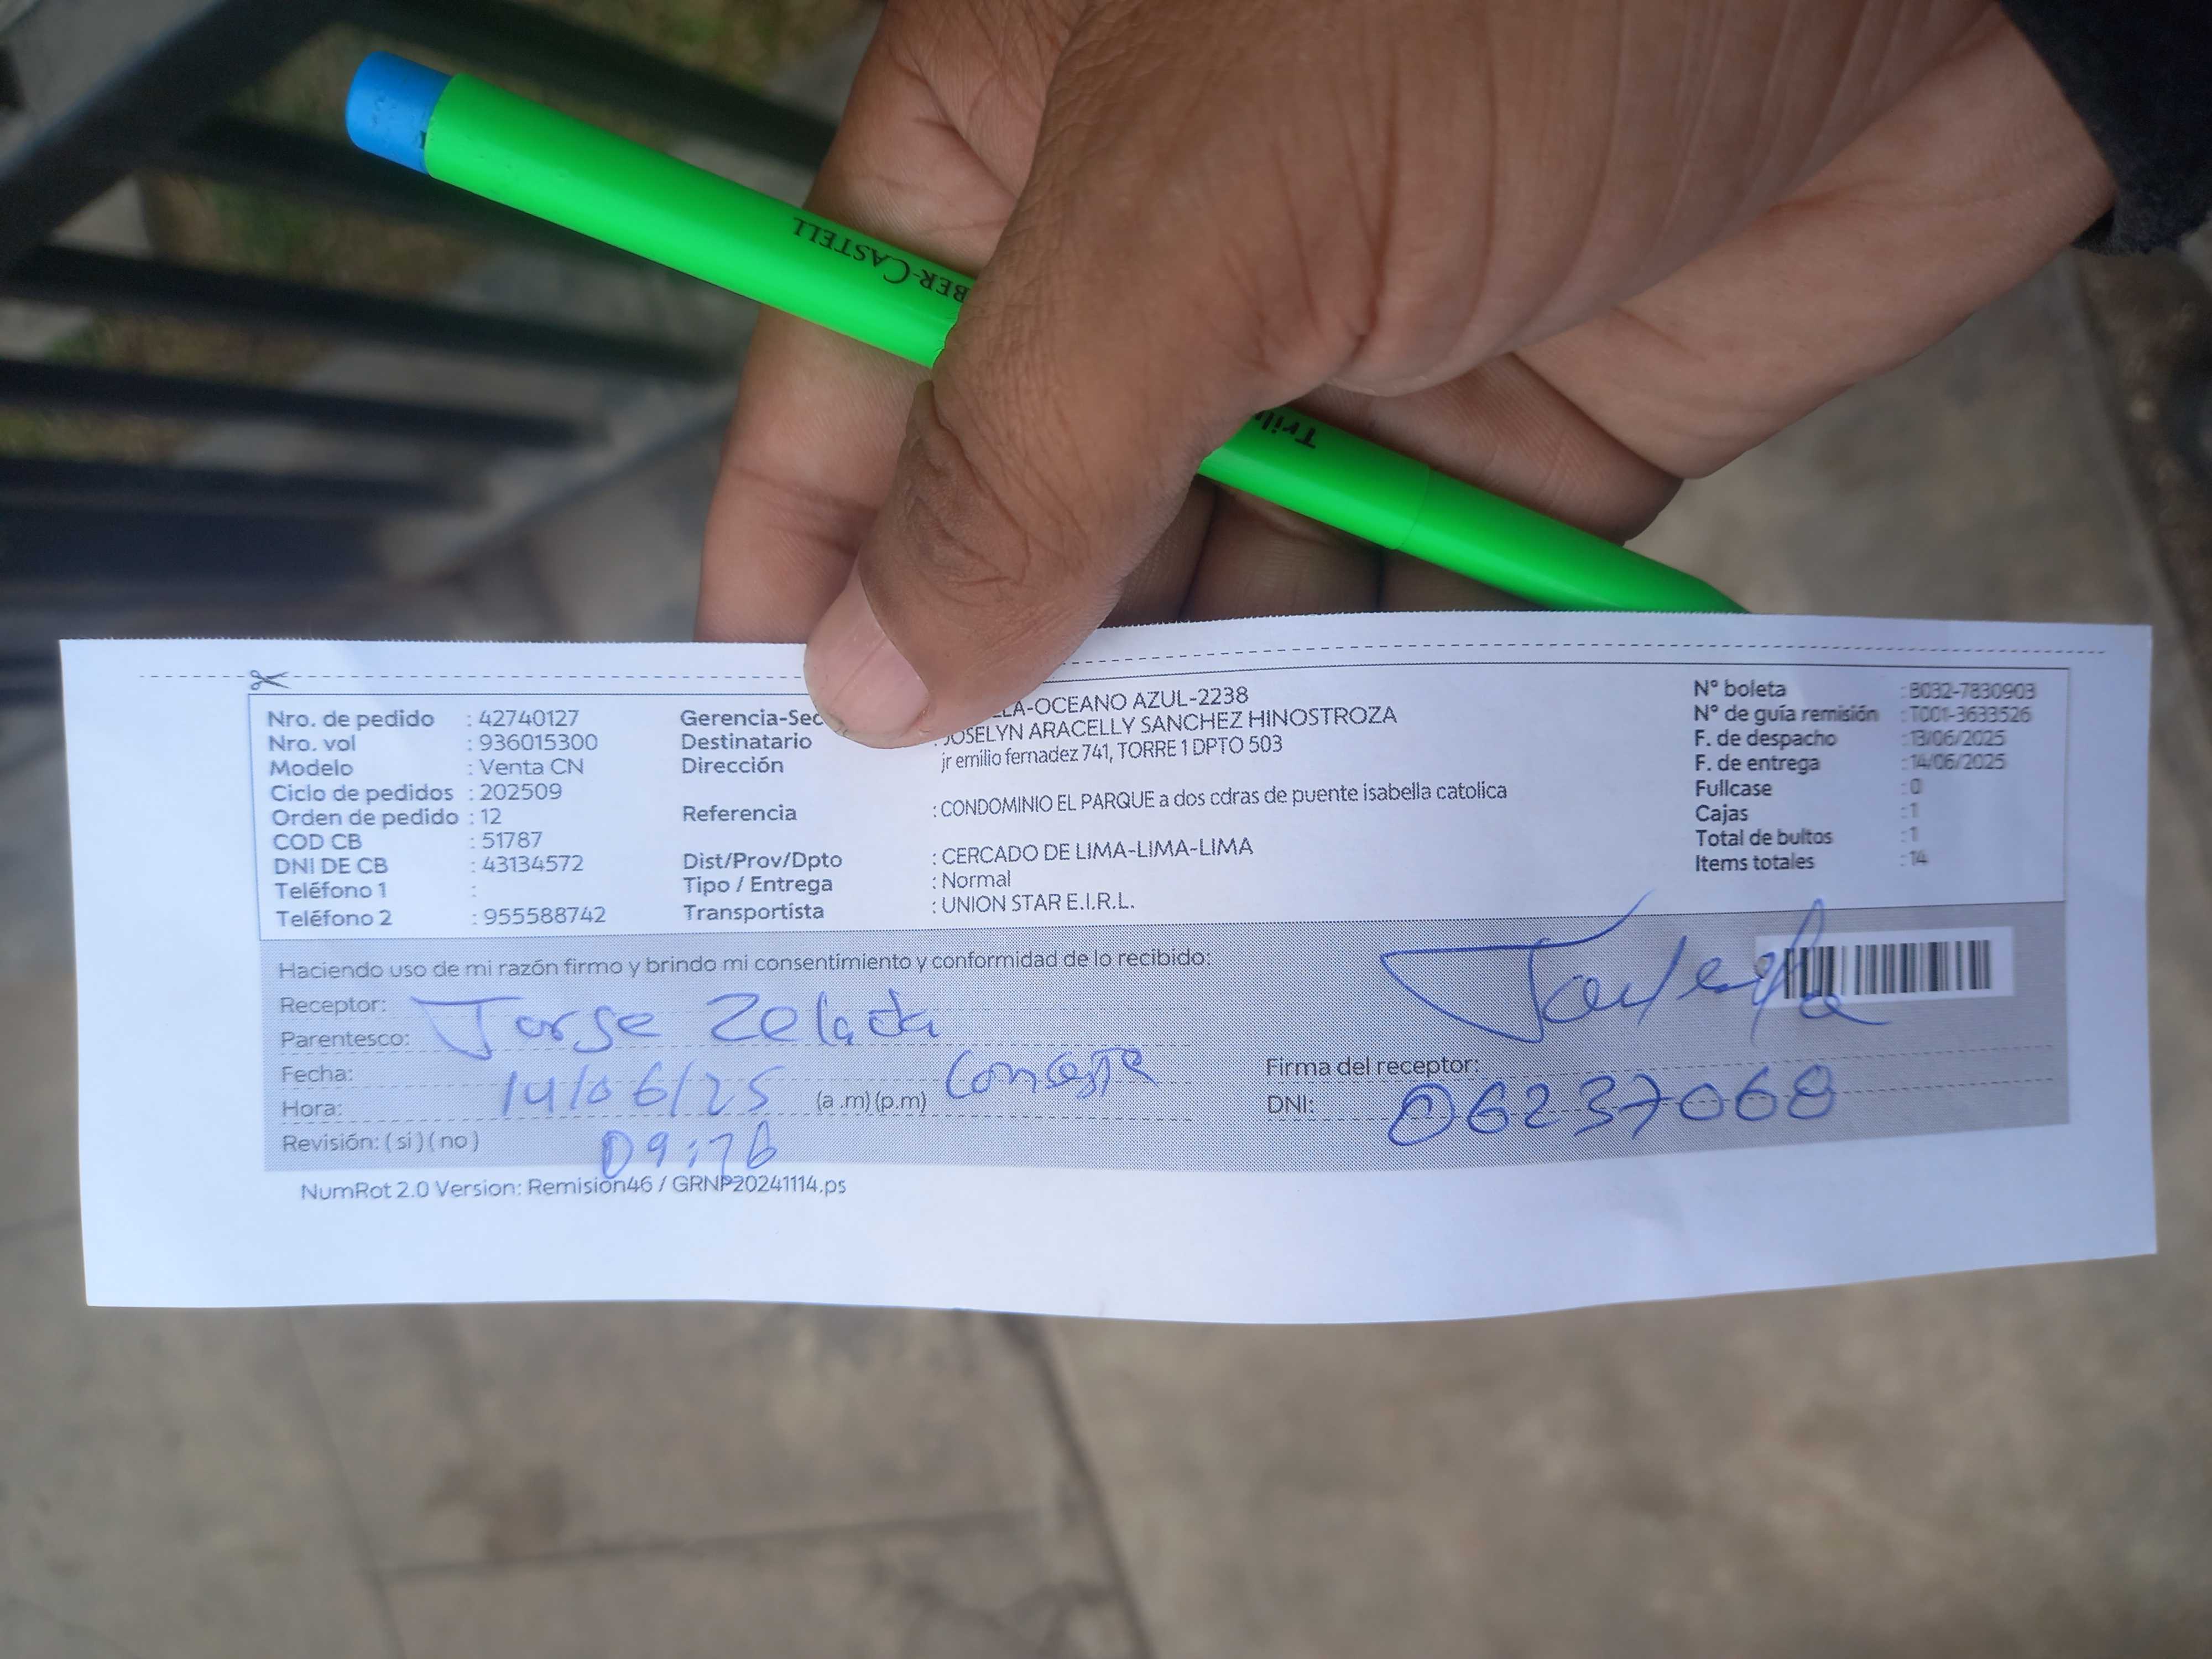 BER-CASTELL
Tril
Nro. de pedido : 42740127
Nro. vol : 936015300
Modelo : Venta CN
Ciclo de pedidos : 202509
Orden de pedido : 12
COD CB : 51787
DNI DE CB : 43134572
Teléfono 1 :
Teléfono 2 : 955588742
Gerencia-Sec LA-OCEANO AZUL-2238
Destinatario : JOSELYN ARACELLY SANCHEZ HINOSTROZA
Dirección jr emilio fernadez 741, TORRE 1 DPTO 503
Referencia : CONDOMINIO EL PARQUE a dos cdras de puente isabella catolica
Dist/Prov/Dpto : CERCADO DE LIMA-LIMA-LIMA
Tipo / Entrega : Normal
Transportista : UNION STAR E.I.R.L.
N° boleta : B032-7830903
N° de guía remisión : T001-3633526
F. de despacho : 13/06/2025
F. de entrega : 14/06/2025
Fullcase : 0
Cajas : 1
Total de bultos : 1
Items totales : 14
Haciendo uso de mi razón firmo y brindo mi consentimiento y conformidad de lo recibido:
Receptor: Jorge Zelada
Parentesco:
Fecha: 14/06/25
Hora: (a .m) (p.m)
Revisión: ( si ) ( no )
Firma del receptor:
DNI: 06237068
NumRot 2.0 Version: Remision46 / GRNP20241114.ps